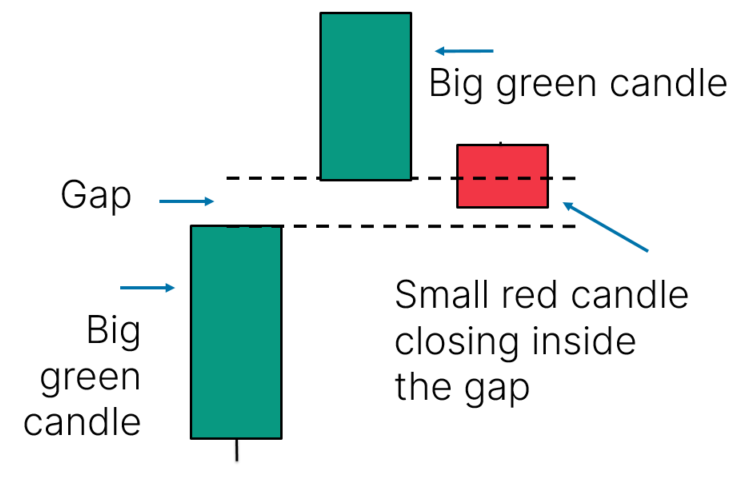 Big green candle
Gap
Big
green
candle
Small red candle
closing inside
the gap